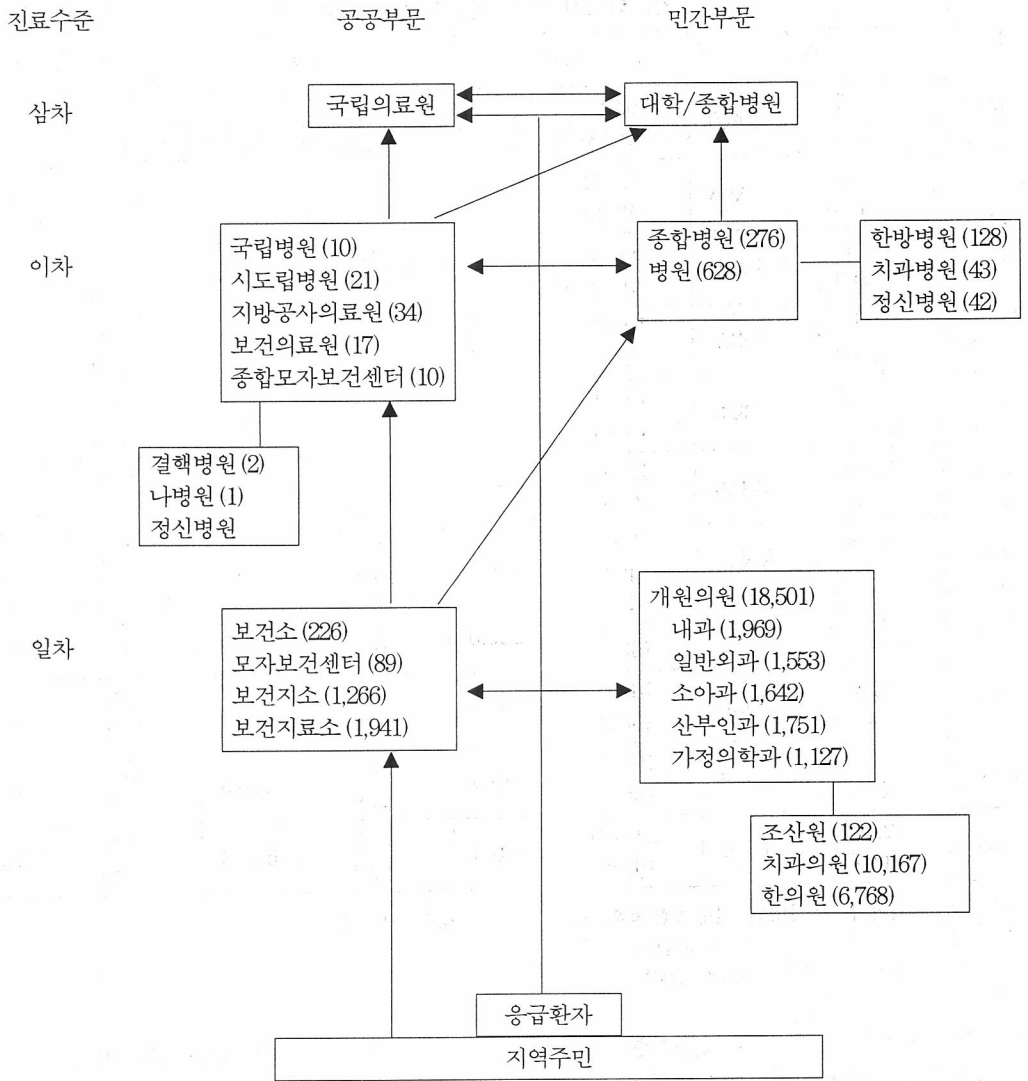 진료수준 공공부문 민간부문
삼차
국립의료원
대학/종합병원
이차
국립병원 (10)
시도립병원 (21)
지방공사의료원 (34)
보건의료원 (17)
종합모자보건센터 (10)
종합병원 (276)
병원 (628)
한방병원 (128)
치과병원 (43)
정신병원 (42)
결핵병원 (2)
나병원 (1)
정신병원
일차
보건소 (226)
모자보건센터 (89)
보건지소 (1,266)
보건지료소 (1,941)
개원의원 (18,501)
내과 (1,969)
일반외과 (1,553)
소아과 (1,642)
산부인과 (1,751)
가정의학과 (1,127)
조산원 (122)
치과의원 (10,167)
한의원 (6,768)
응급환자
지역주민